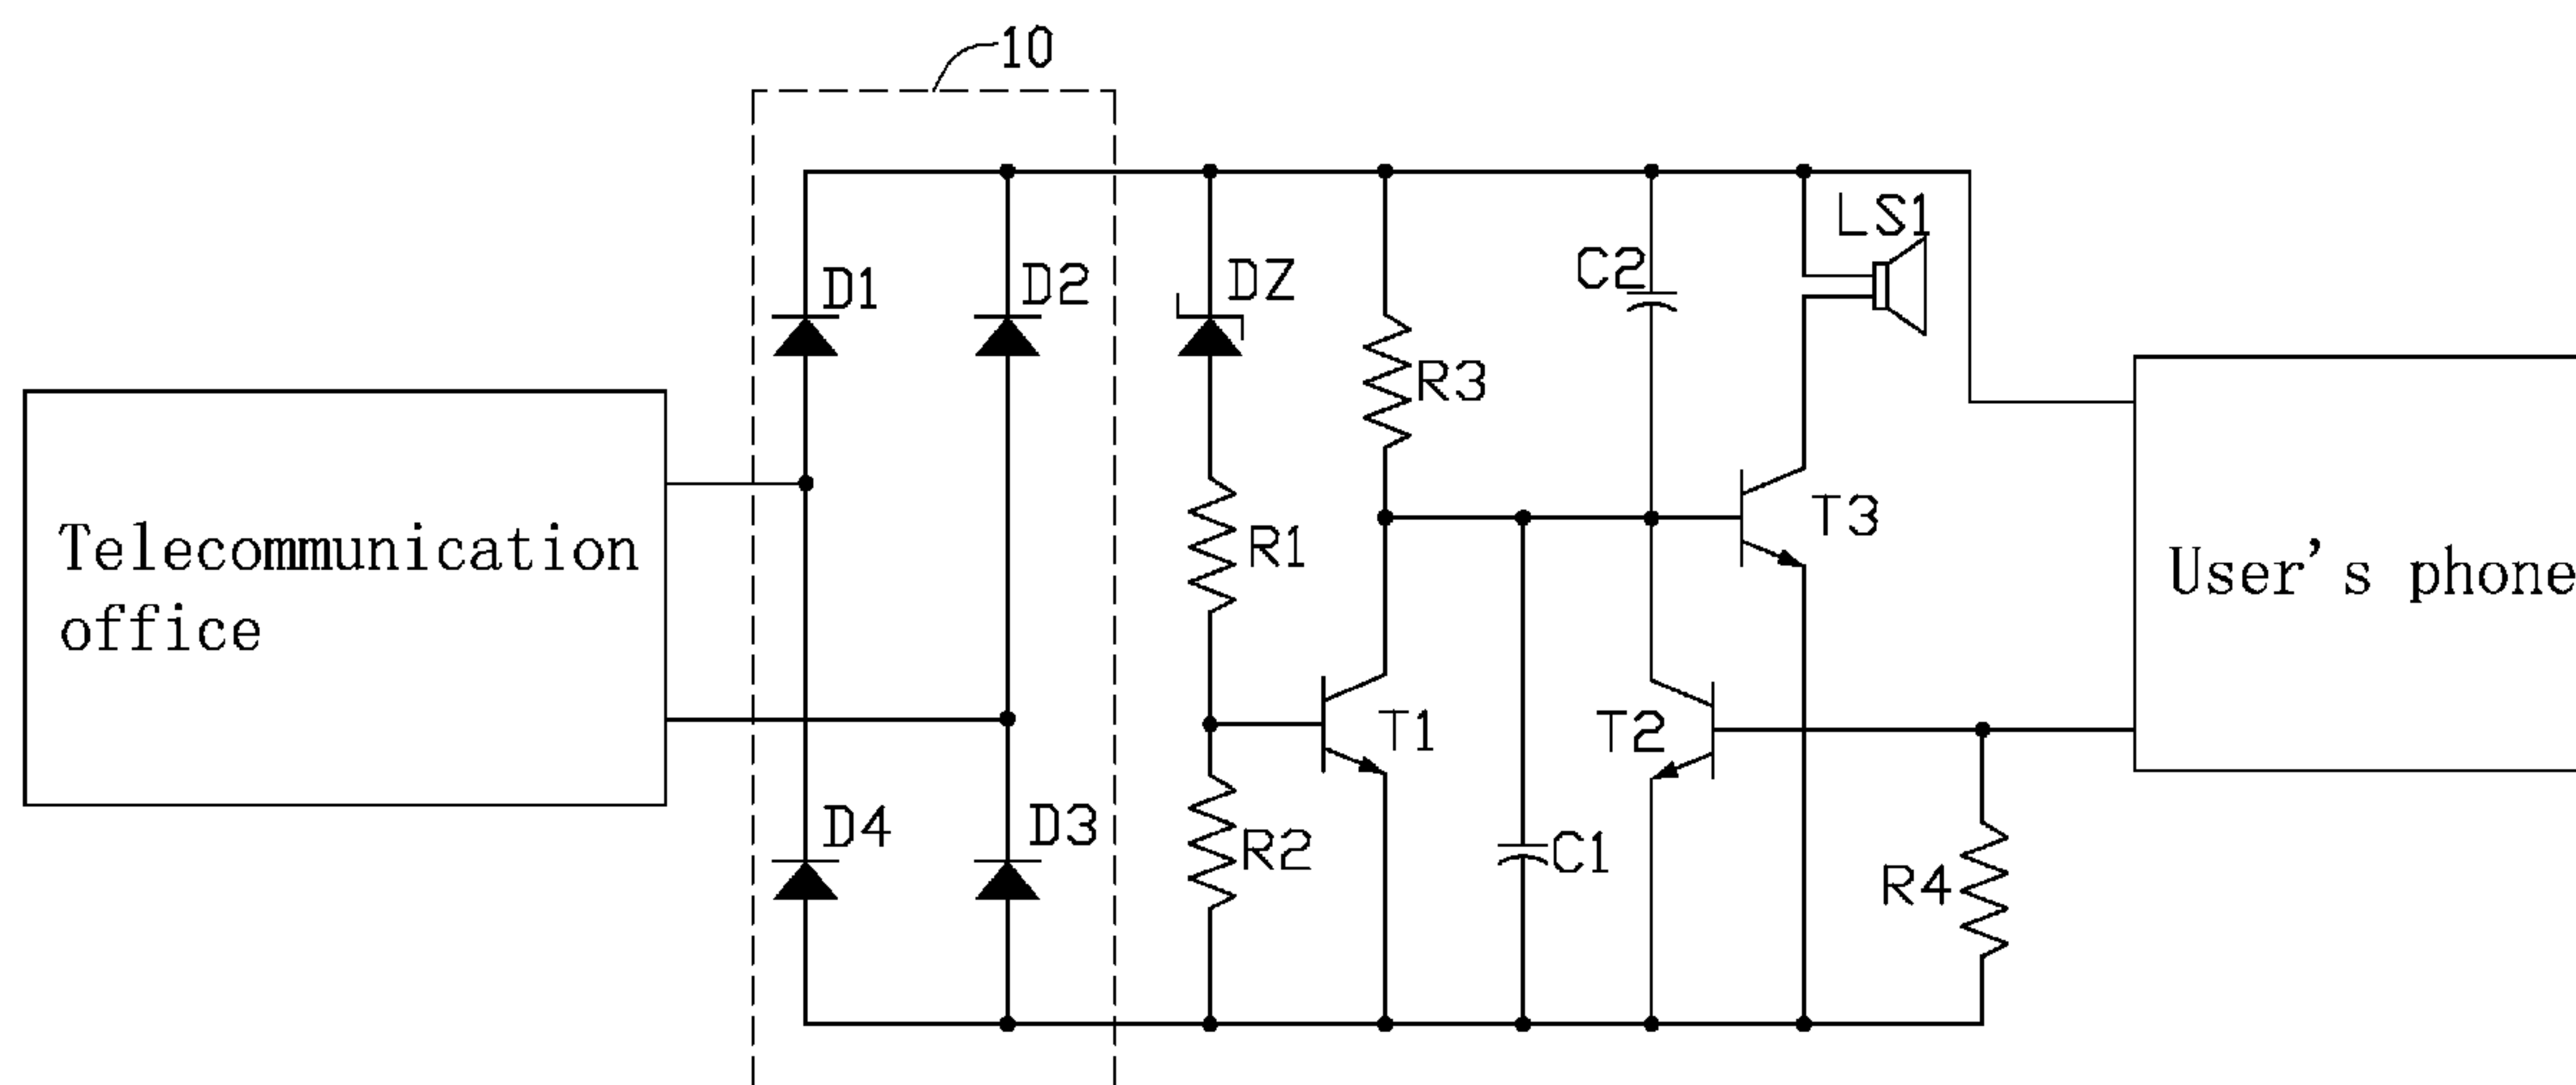 10
LS1
D1
D2
DZ
C2
R3
Telecommunication
office
R1
T3
User's phone
T1
T2
D4
D3
R2
C1
R4